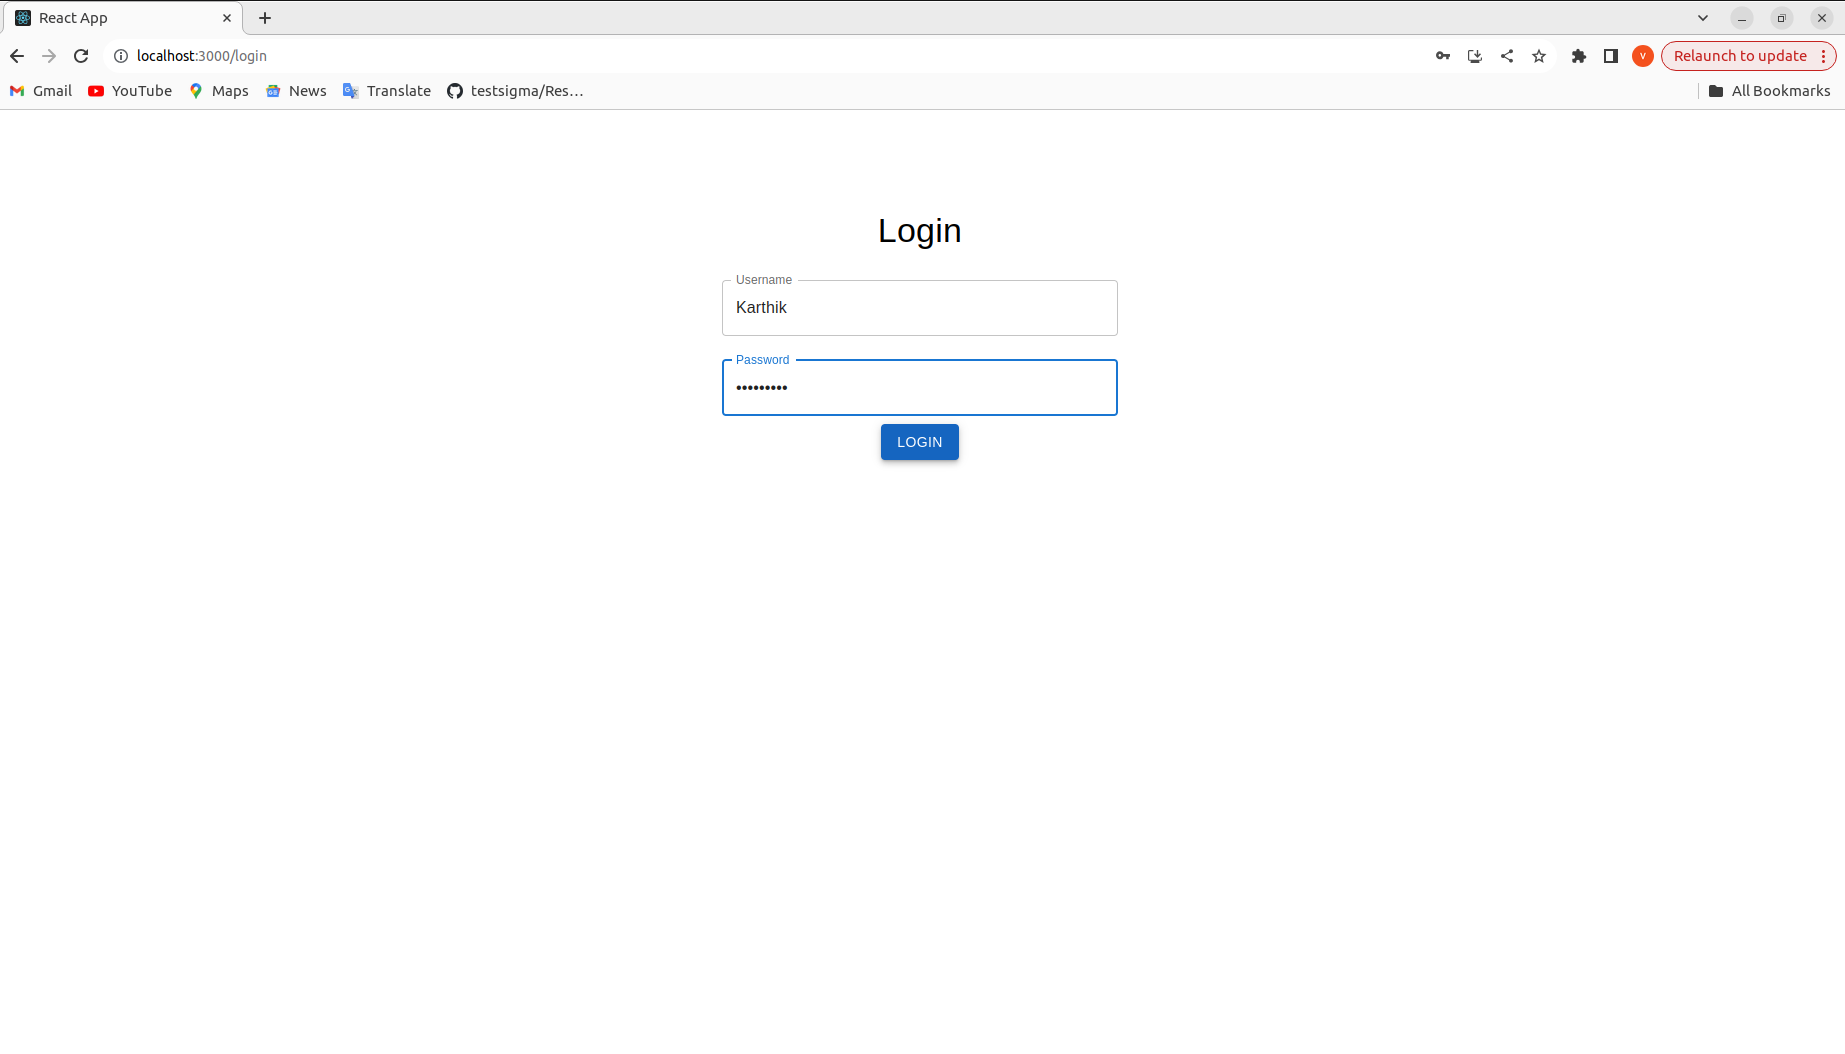 React App
localhost:3000/login
V
Relaunch to update
Gmail YouTube Maps News Translate testsigma/Res... All Bookmarks
Login
Username
Karthik
Password
•••••••••
LOGIN